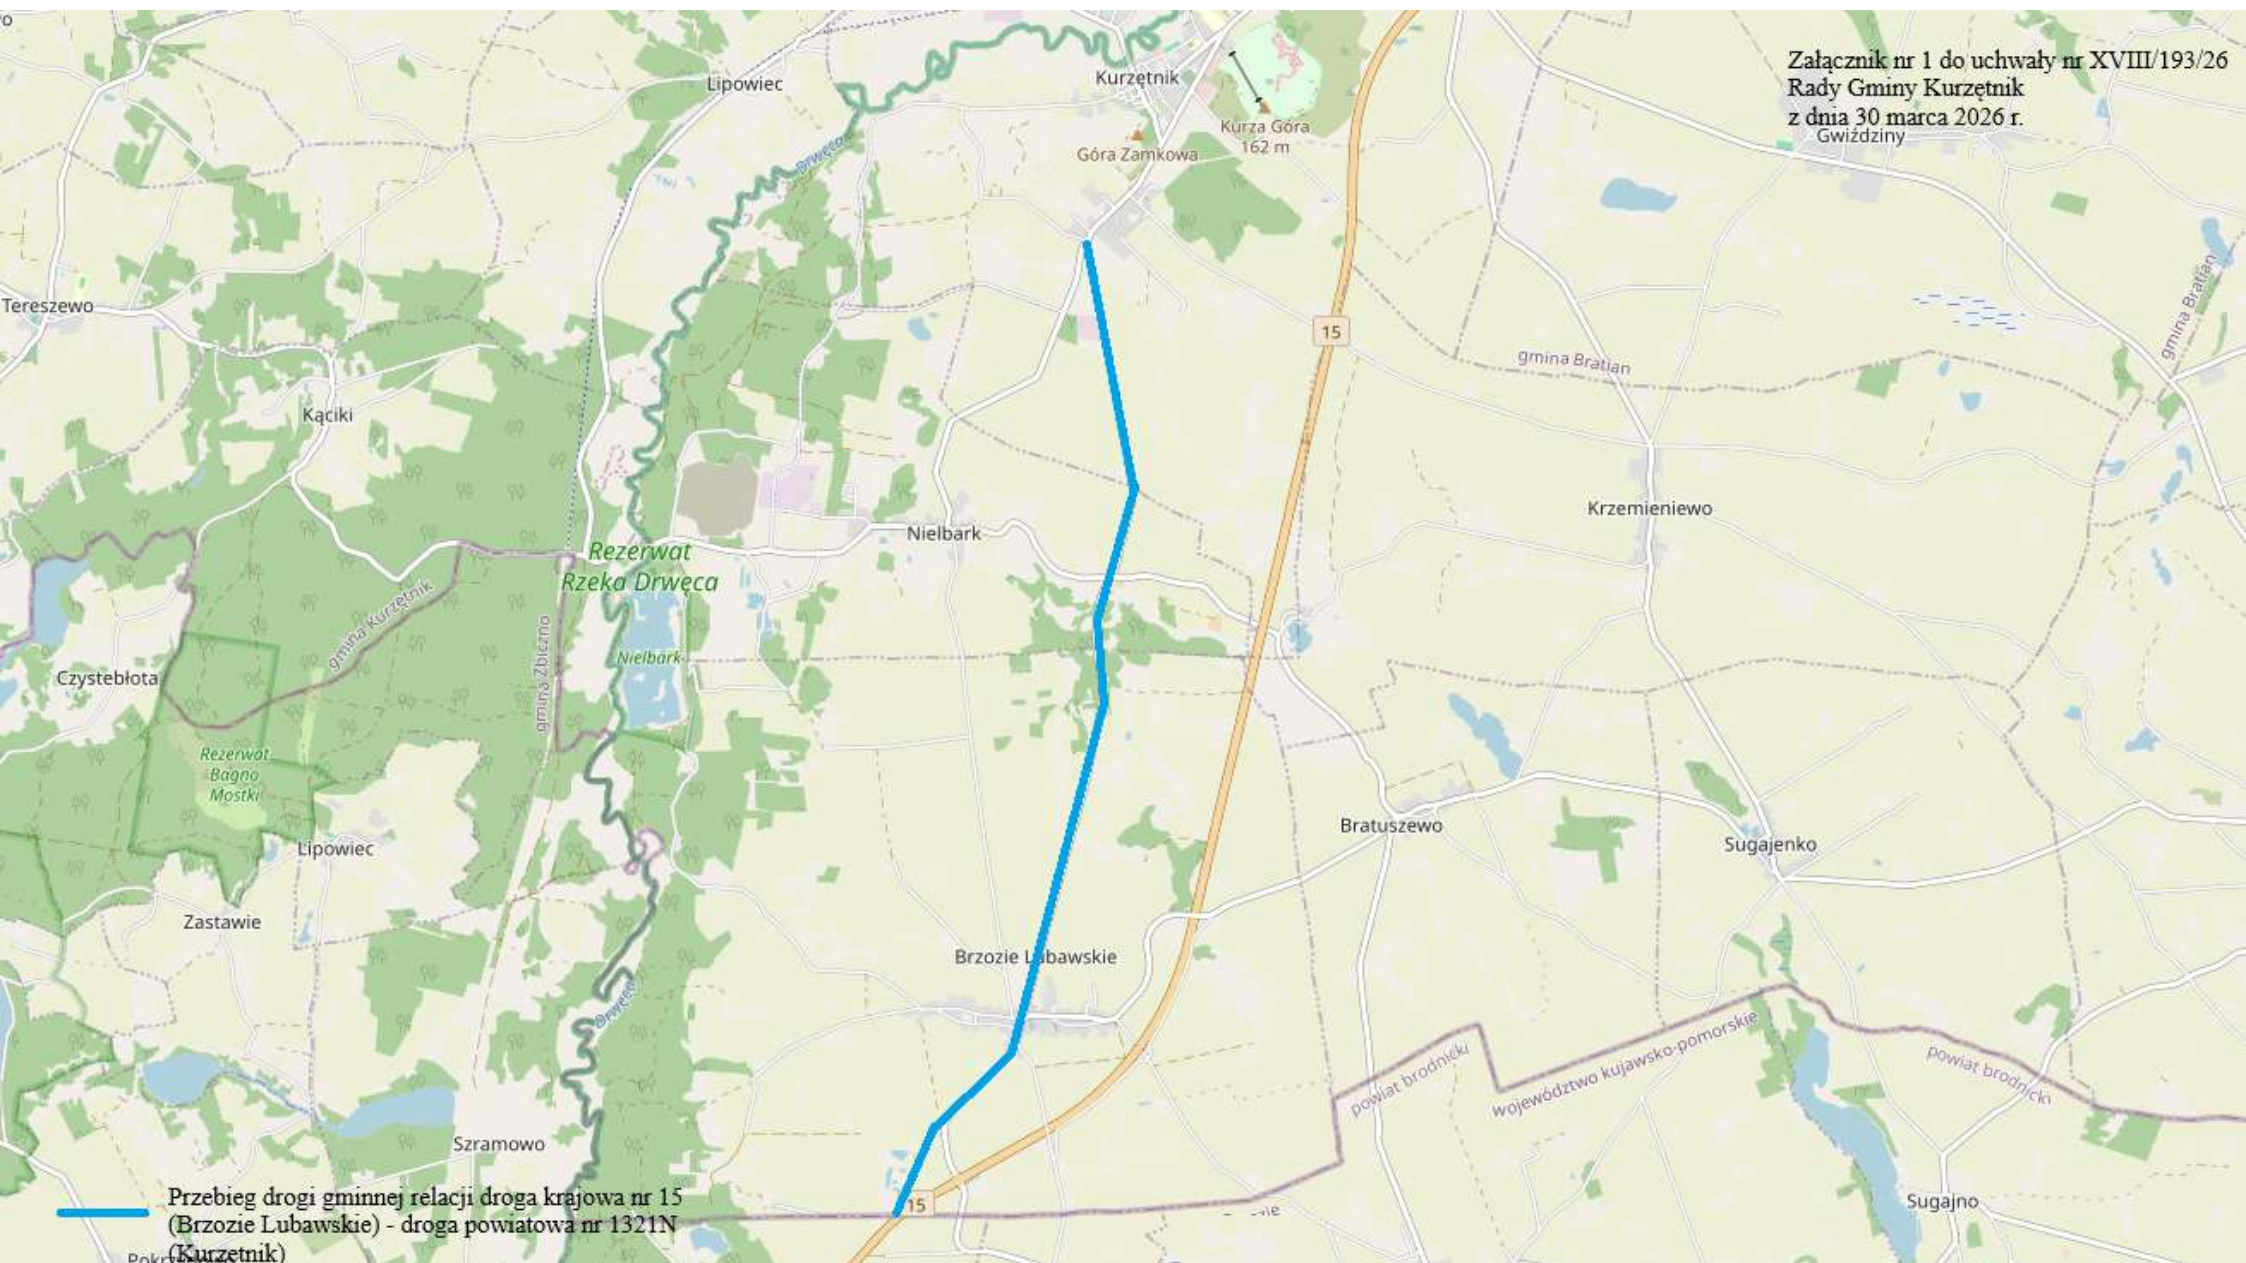 Załącznik nr 1 do uchwały nr XVIII/193/26
Rady Gminy Kurzętnik
z dnia 30 marca 2026 r.
Gwiździny
Lipowiec
Kurzętnik
Kurza Góra
162 m
Góra Zamkowa
Drwęca
gmina Bratian
Tereszewo
15
gmina Bratian
Kąciki
Krzemieniewo
Nielbark
Rezerwat
Rzeka Drwęca
gmina Kurzętnik
gmina Zbiczno
Nielbark
Czystebłota
Rezerwat
Bagno
Mostki
Bratuszewo
Sugajenko
Lipowiec
Zastawie
Brzozie Lubawskie
Drwęca
powiat brodnicki
województwo kujawsko-pomorskie
powiat brodnicki
Szramowo
15
Sugajno
Przebieg drogi gminnej relacji droga krajowa nr 15
(Brzozie Lubawskie) - droga powiatowa nr 1321N
(Kurzętnik)